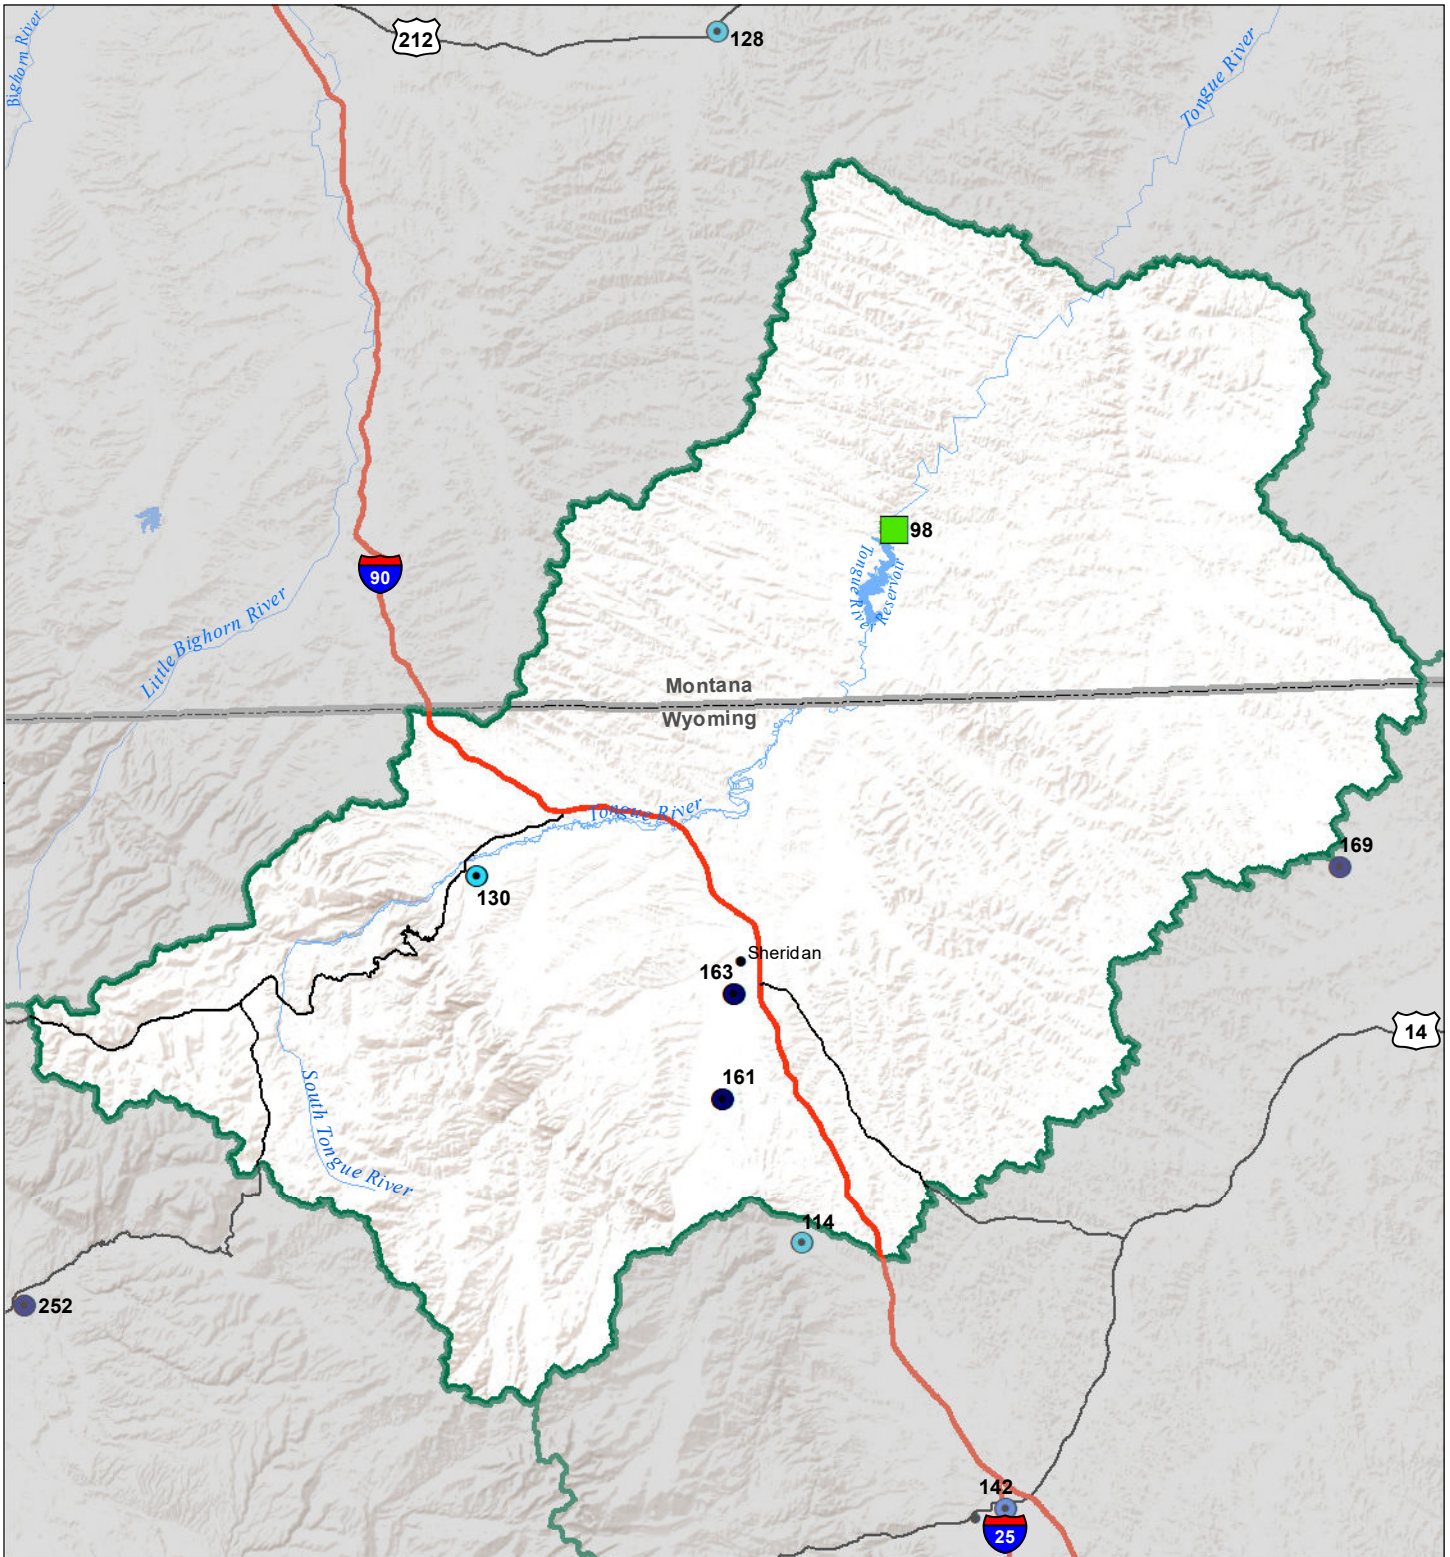 Bighorn River
212
128
Tongue River
98
Tongue River
Reservoir
90
Little Bighorn River
Montana
Wyoming
Tongue River
169
130
Sheridan
163
14
161
South Tongue River
114
252
142
25